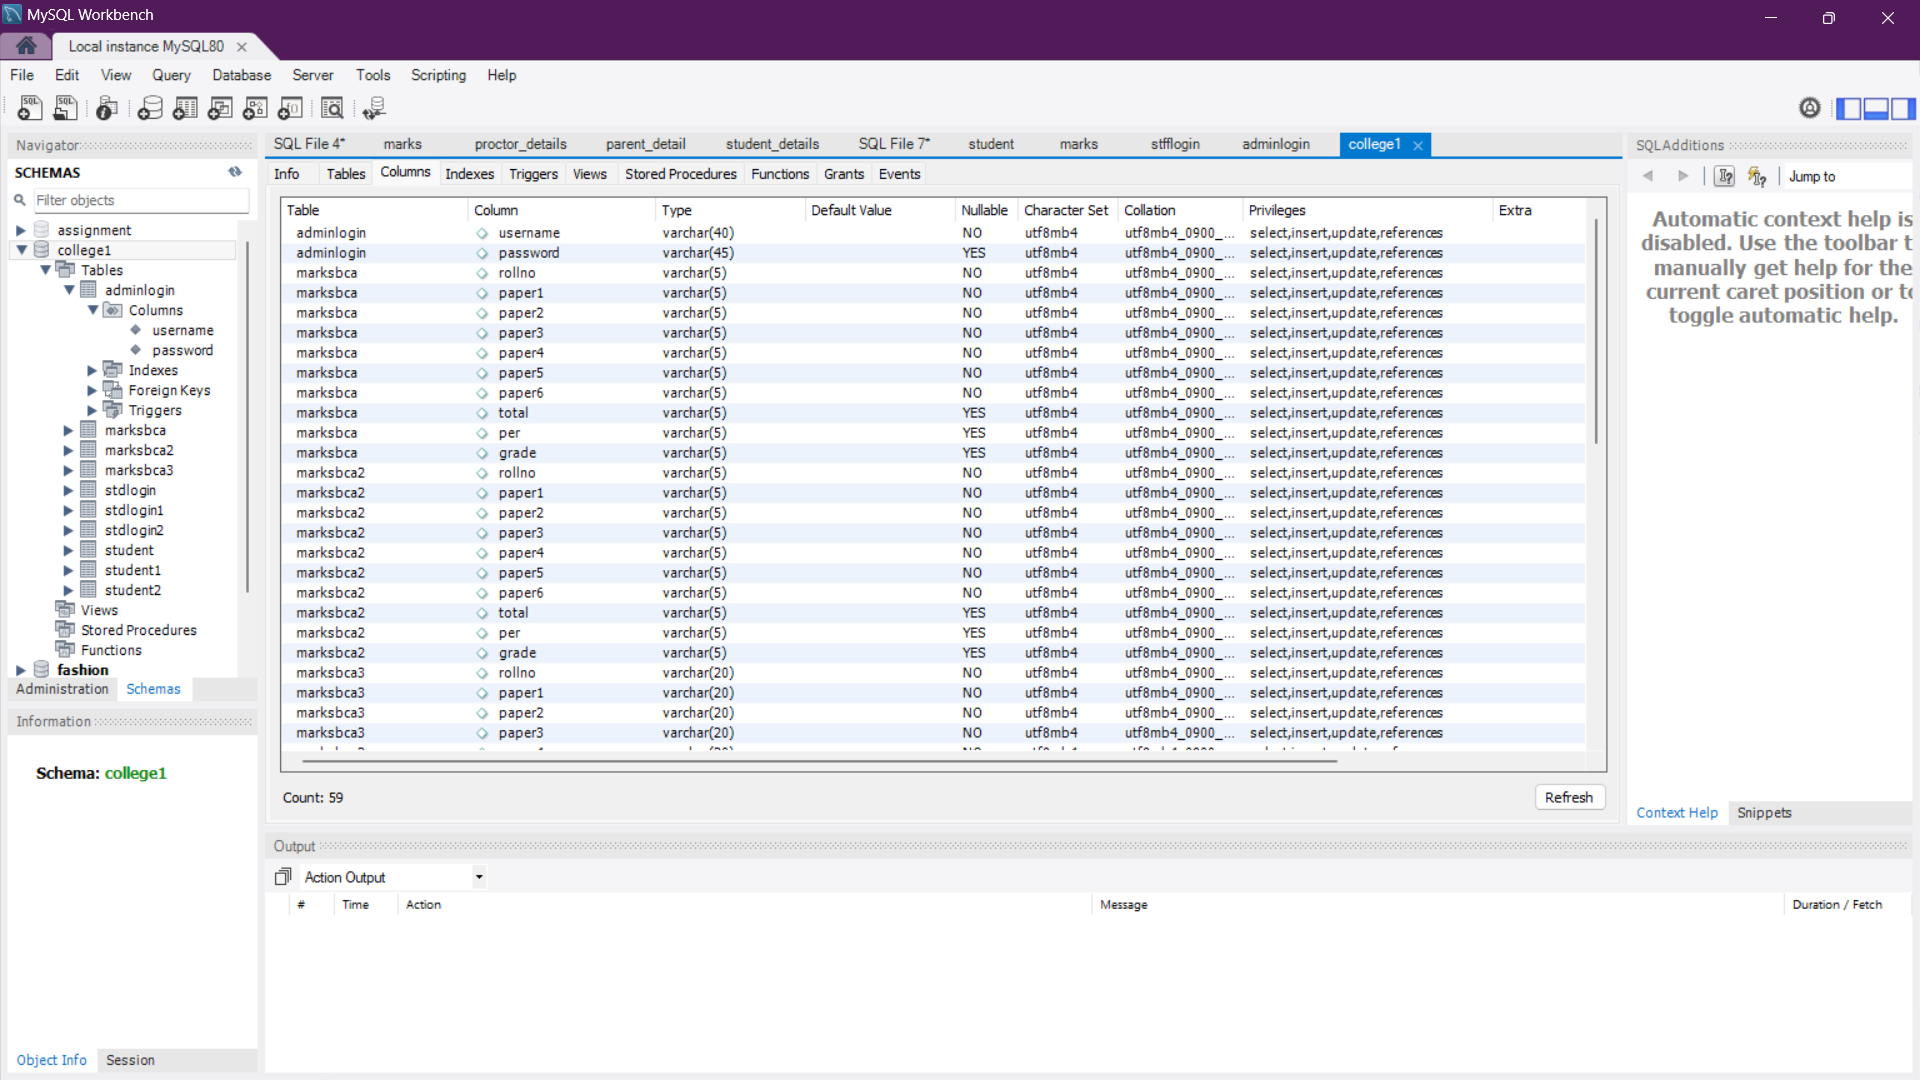 MySQL Workbench
Local instance MySQL80
File Edit View Query Database Server Tools Scripting Help
Navigator
SCHEMAS
Filter objects
assignment
college1
Tables
adminlogin
Columns
username
password
Indexes
Foreign Keys
Triggers
marksbca
marksbca2
marksbca3
stdlogin
stdlogin1
stdlogin2
student
student1
student2
Views
Stored Procedures
Functions
fashion
Administration Schemas
Information
Schema: college1
Object Info Session
SQL File 4* marks proctor_details parent_detail student_details SQL File 7* student marks stfflogin adminlogin college1
Info Tables Columns Indexes Triggers Views Stored Procedures Functions Grants Events
Table Column Type Default Value Nullable Character Set Collation Privileges Extra
adminlogin username varchar(40) NO utf8mb4 utf8mb4_0900_... select,insert,update,references
adminlogin password varchar(45) YES utf8mb4 utf8mb4_0900_... select,insert,update,references
marksbca rollno varchar(5) NO utf8mb4 utf8mb4_0900_... select,insert,update,references
marksbca paper1 varchar(5) NO utf8mb4 utf8mb4_0900_... select,insert,update,references
marksbca paper2 varchar(5) NO utf8mb4 utf8mb4_0900_... select,insert,update,references
marksbca paper3 varchar(5) NO utf8mb4 utf8mb4_0900_... select,insert,update,references
marksbca paper4 varchar(5) NO utf8mb4 utf8mb4_0900_... select,insert,update,references
marksbca paper5 varchar(5) NO utf8mb4 utf8mb4_0900_... select,insert,update,references
marksbca paper6 varchar(5) NO utf8mb4 utf8mb4_0900_... select,insert,update,references
marksbca total varchar(5) YES utf8mb4 utf8mb4_0900_... select,insert,update,references
marksbca per varchar(5) YES utf8mb4 utf8mb4_0900_... select,insert,update,references
marksbca grade varchar(5) YES utf8mb4 utf8mb4_0900_... select,insert,update,references
marksbca2 rollno varchar(5) NO utf8mb4 utf8mb4_0900_... select,insert,update,references
marksbca2 paper1 varchar(5) NO utf8mb4 utf8mb4_0900_... select,insert,update,references
marksbca2 paper2 varchar(5) NO utf8mb4 utf8mb4_0900_... select,insert,update,references
marksbca2 paper3 varchar(5) NO utf8mb4 utf8mb4_0900_... select,insert,update,references
marksbca2 paper4 varchar(5) NO utf8mb4 utf8mb4_0900_... select,insert,update,references
marksbca2 paper5 varchar(5) NO utf8mb4 utf8mb4_0900_... select,insert,update,references
marksbca2 paper6 varchar(5) NO utf8mb4 utf8mb4_0900_... select,insert,update,references
marksbca2 total varchar(5) YES utf8mb4 utf8mb4_0900_... select,insert,update,references
marksbca2 per varchar(5) YES utf8mb4 utf8mb4_0900_... select,insert,update,references
marksbca2 grade varchar(5) YES utf8mb4 utf8mb4_0900_... select,insert,update,references
marksbca3 rollno varchar(20) NO utf8mb4 utf8mb4_0900_... select,insert,update,references
marksbca3 paper1 varchar(20) NO utf8mb4 utf8mb4_0900_... select,insert,update,references
marksbca3 paper2 varchar(20) NO utf8mb4 utf8mb4_0900_... select,insert,update,references
marksbca3 paper3 varchar(20) NO utf8mb4 utf8mb4_0900_... select,insert,update,references
Count: 59
Refresh
Output
Action Output
# Time Action Message Duration / Fetch
SQLAdditions
Jump to
Automatic context help is
disabled. Use the toolbar t
manually get help for the
current caret position or to
toggle automatic help.
Context Help Snippets